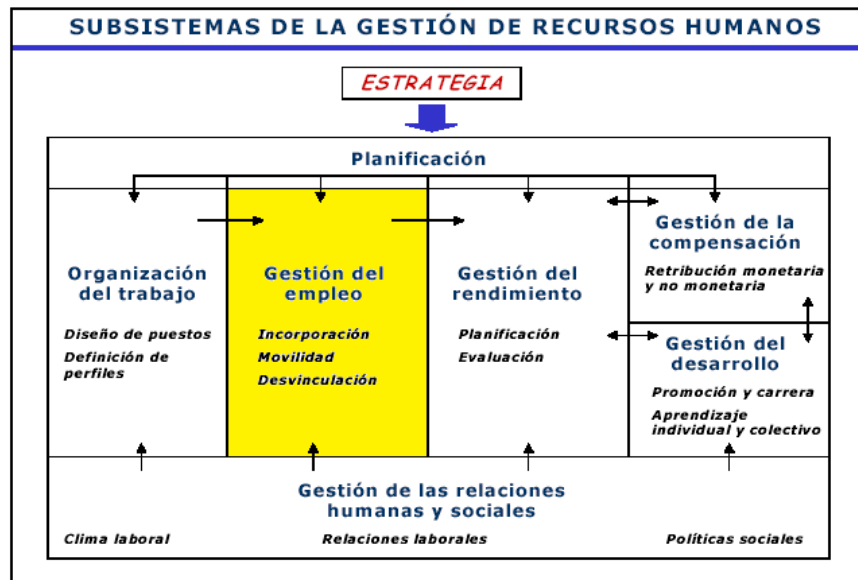 SUBSISTEMAS DE LA GESTIÓN DE RECURSOS HUMANOS
ESTRATEGIA
Planificación
Organización
del trabajo
Diseño de puestos
Definición de
perfiles
Gestión del
empleo
Incorporación
Movilidad
Desvinculación
Gestión del
rendimiento
Planificación
Evaluación
Gestión de la
compensación
Retribución monetaria
y no monetaria
Gestión del
desarrollo
Promoción y carrera
Aprendizaje
individual y colectivo
Gestión de las relaciones
humanas y sociales
Clima laboral
Relaciones laborales
Políticas sociales